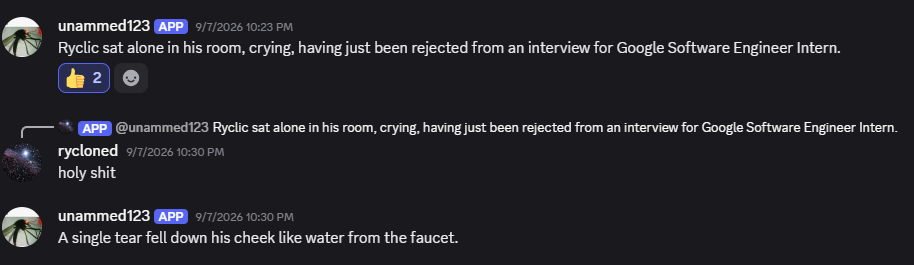 unammed123 APP 9/7/2026 10:23 PM
Ryclic sat alone in his room, crying, having just been rejected from an interview for Google Software Engineer Intern.
2
APP @unammed123 Ryclic sat alone in his room, crying, having just been rejected from an interview for Google Software Engineer Intern.
rycloned 9/7/2026 10:30 PM
holy shit
unammed123 APP 9/7/2026 10:30 PM
A single tear fell down his cheek like water from the faucet.